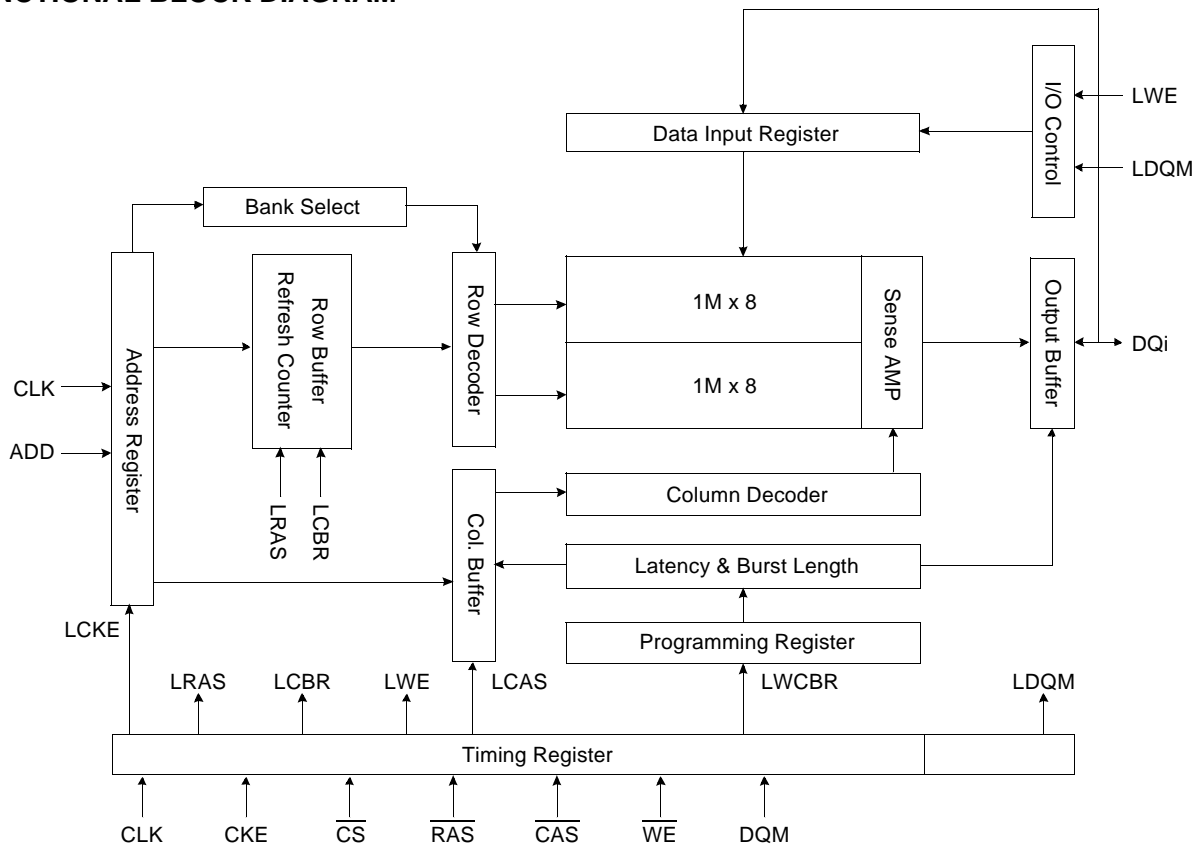 NCTIONAL BLOCK DIAGRAM
I/O Control
LWE
Data Input Register
LDQM
Bank Select
Address Register
Refresh Counter
Row Buffer
Row Decoder
1M x 8
1M x 8
Sense AMP
Output Buffer
DQi
CLK
ADD
LRAS
LCBR
Col. Buffer
Column Decoder
Latency & Burst Length
Programming Register
LCKE
LRAS
LCBR
LWE
LCAS
LWCBR
LDQM
Timing Register
CLK
CKE
CS
RAS
CAS
WE
DQM